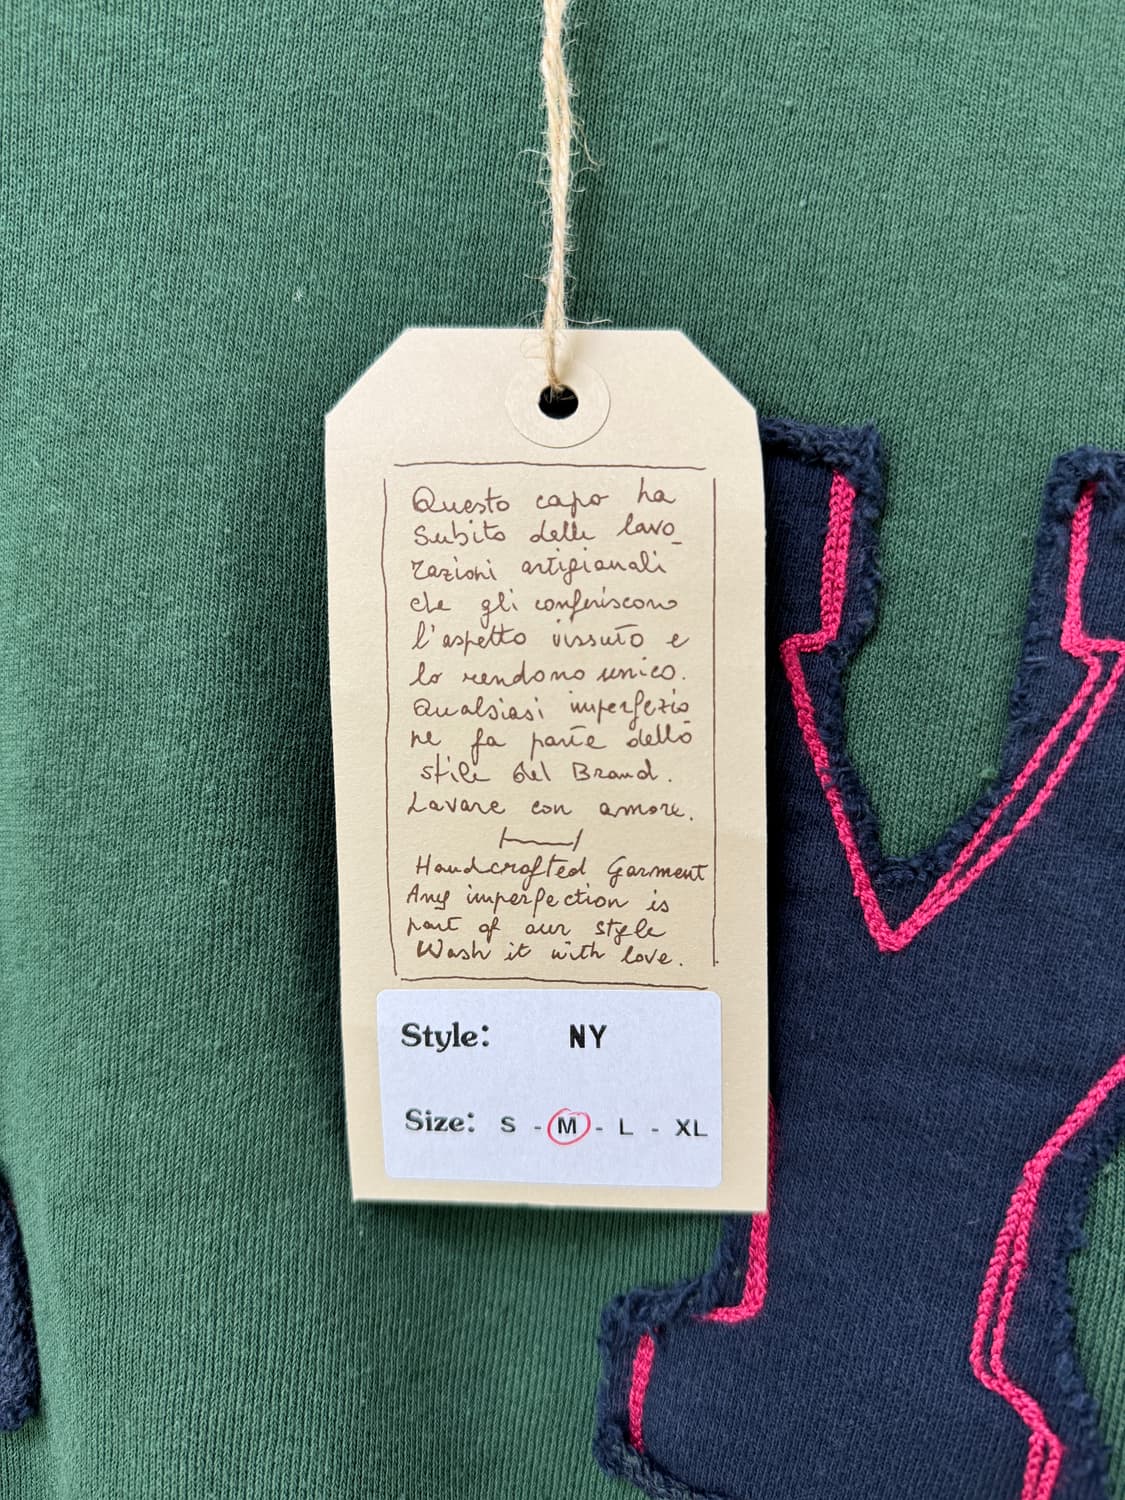 Questo capo ha
Subito delle lavo_
razioni artigianali
che gli conferiscono
l'aspetto vissuto e
lo rendono unico.
Qualsiasi imperfezio_
ne fa parte dello
stile del Brand.
Lavare con amore.
Handcrafted Garment
Any imperfection is
part of our style
Wash it with love.
Style: NY
Size: S - M - L - XL